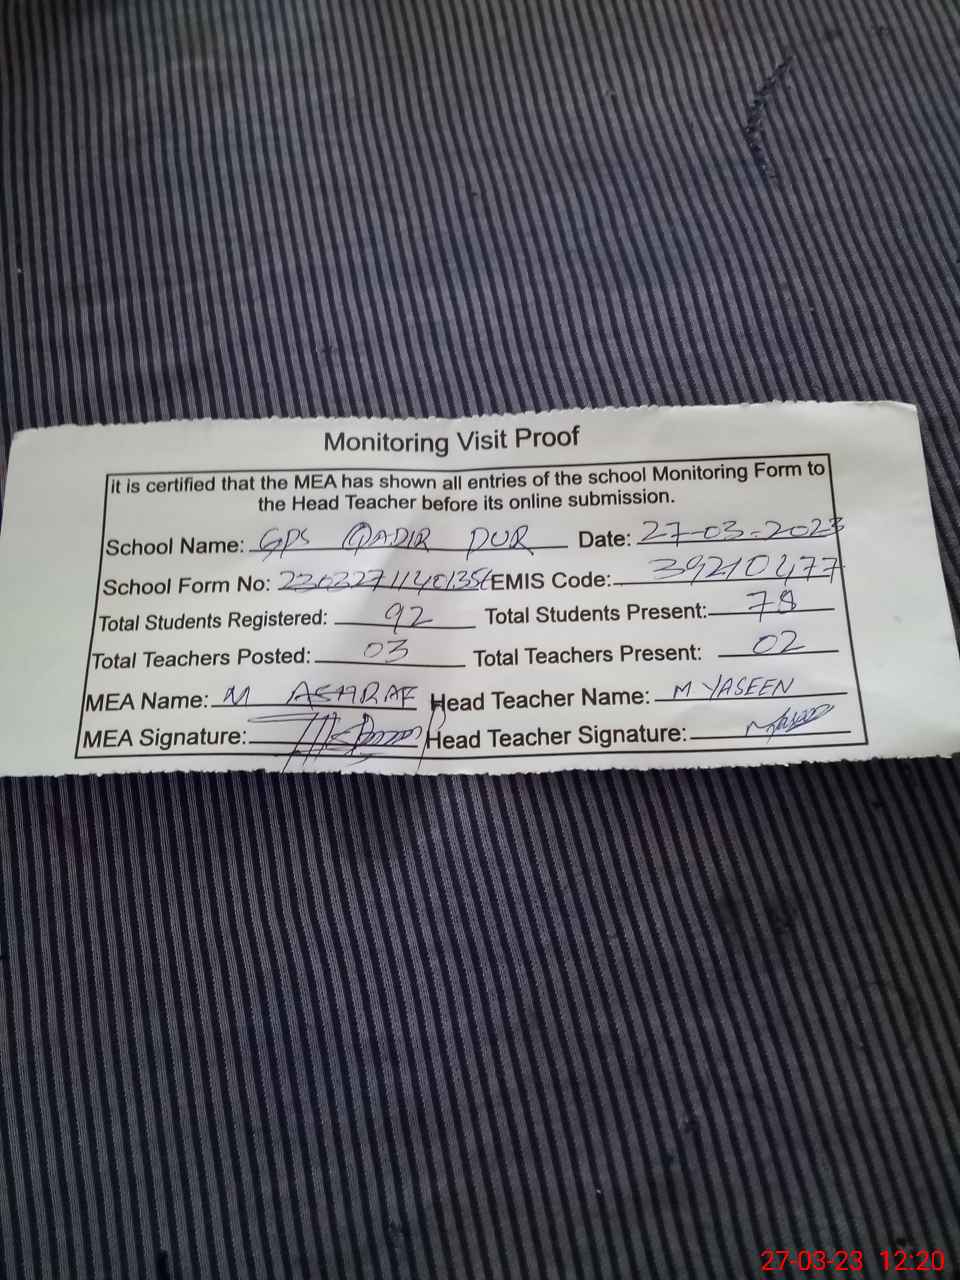 Monitoring Visit Proof
it is certified that the MEA has shown all entries of the school Monitoring Form to
the Head Teacher before its online submission.
School Name: GPS QADIR PUR Date: 27-03-2023
School Form No: EMIS Code: 39210477
Total Students Registered: 92 Total Students Present: 78
Total Teachers Posted: 03 Total Teachers Present: 02
MEA Name: M ASHRAF Head Teacher Name: M YASEEN
MEA Signature: Head Teacher Signature:
27-03-23 12:20